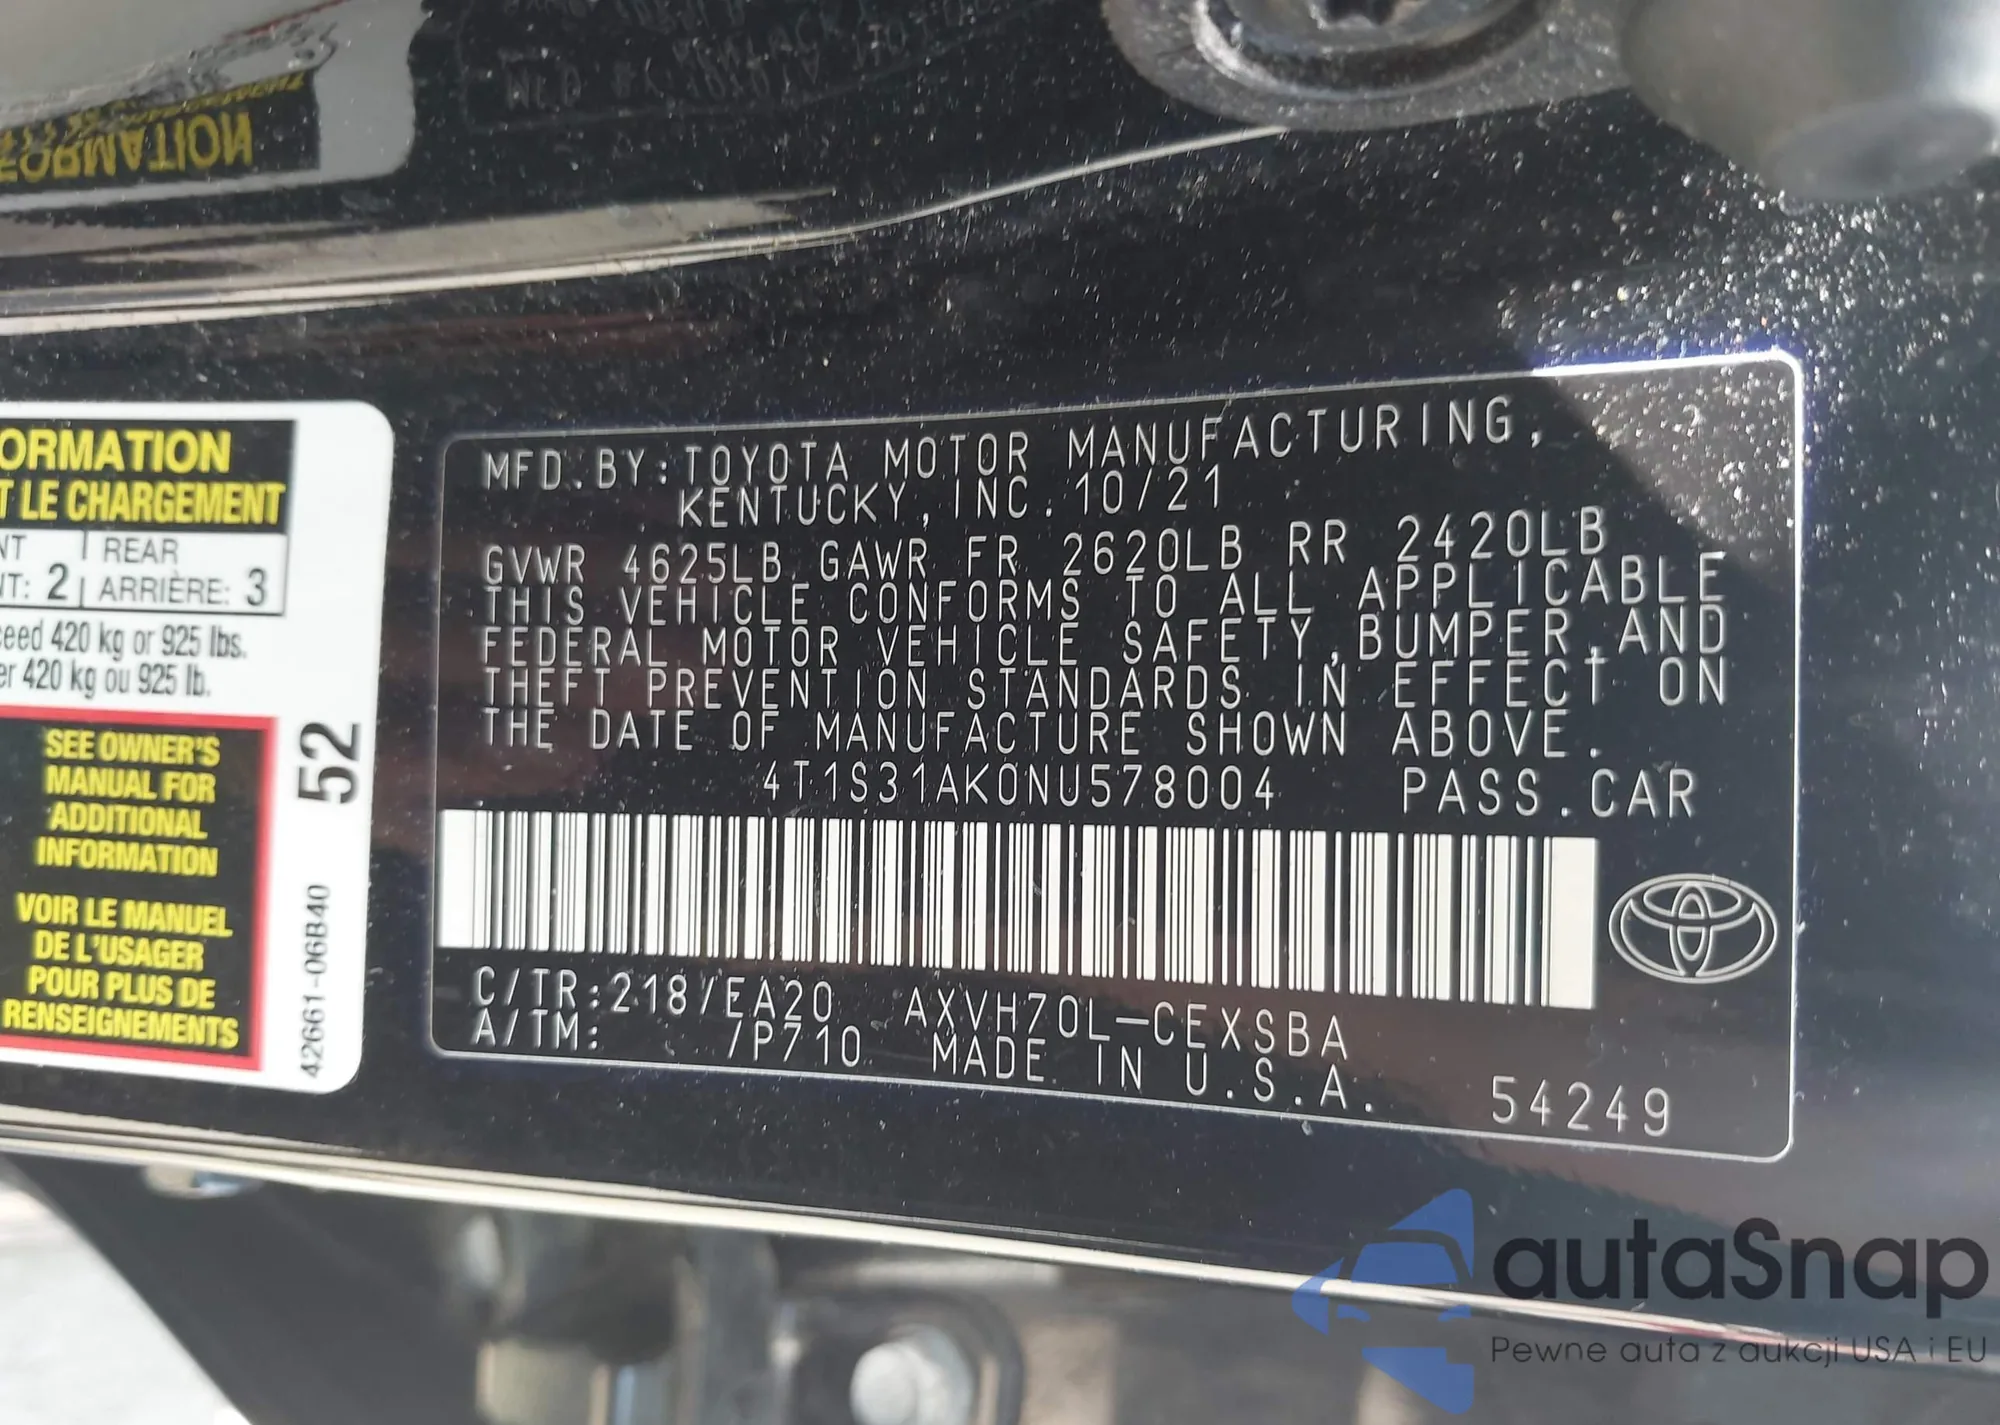 ORMATION
T LE CHARGEMENT
NT REAR
NT: 2 ARRIÈRE: 3
ceed 420 kg or 925 lbs.
er 420 kg ou 925 lb.
SEE OWNER'S
MANUAL FOR
ADDITIONAL
INFORMATION
VOIR LE MANUEL
DE L'USAGER
POUR PLUS DE
RENSEIGNEMENTS
52
42661-06B40
MFD.BY:TOYOTA MOTOR MANUFACTURING,
KENTUCKY,INC. 10/21
GVWR 4625LB GAWR FR 2620LB RR 2420LB
THIS VEHICLE CONFORMS TO ALL APPLICABLE
FEDERAL MOTOR VEHICLE SAFETY,BUMPER,AND
THEFT PREVENTION STANDARDS IN EFFECT ON
THE DATE OF MANUFACTURE SHOWN ABOVE.
4T1S31AK0NU578004 PASS.CAR
C/TR:218/EA20 AXVH70L-CEXSBA
A/TM: /P710 MADE IN U.S.A. 54249
autaSnap
Pewne auta z aukcji USA i EU